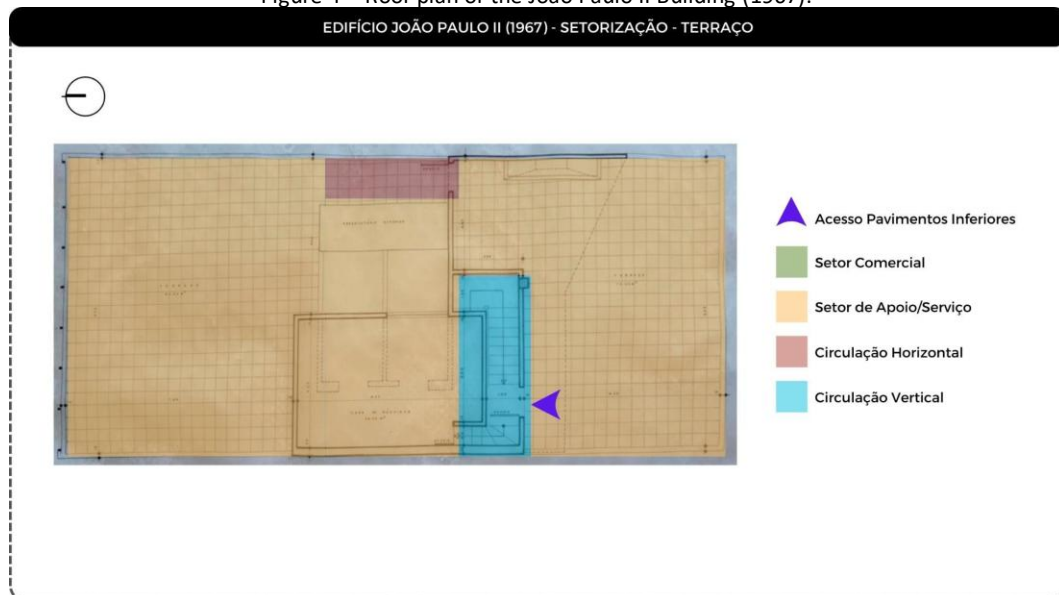 Figure 4 – Roof plan of the João Paulo II Building (1967).
EDIFÍCIO JOÃO PAULO II (1967) - SETORIZAÇÃO - TERRAÇO
Acesso Pavimentos Inferiores
Setor Comercial
Setor de Apoio/Serviço
Circulação Horizontal
Circulação Vertical